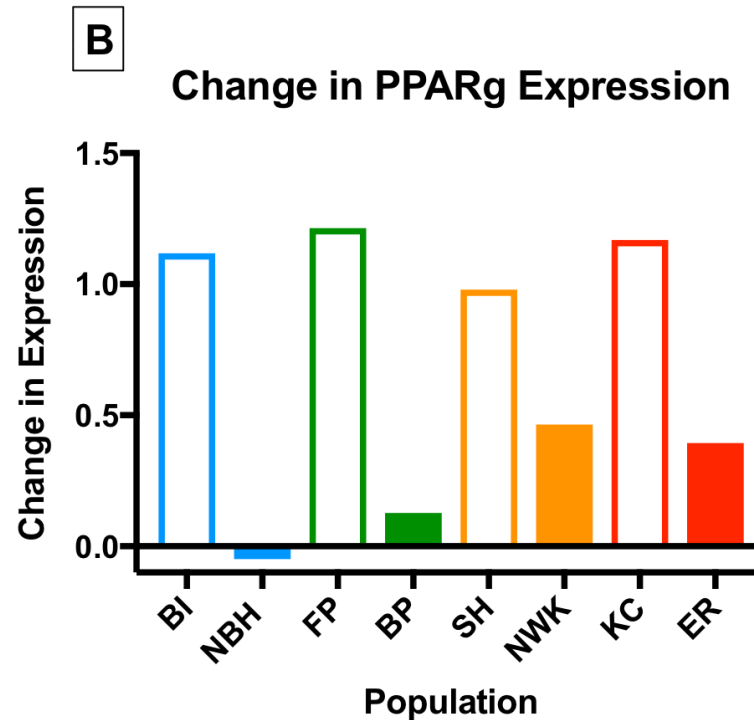 B
Change in PPARg Expression
Change in Expression
1.5
1.0
0.5
0.0
BI
NBH
FP
BP
SH
NWK
KC
ER
Population